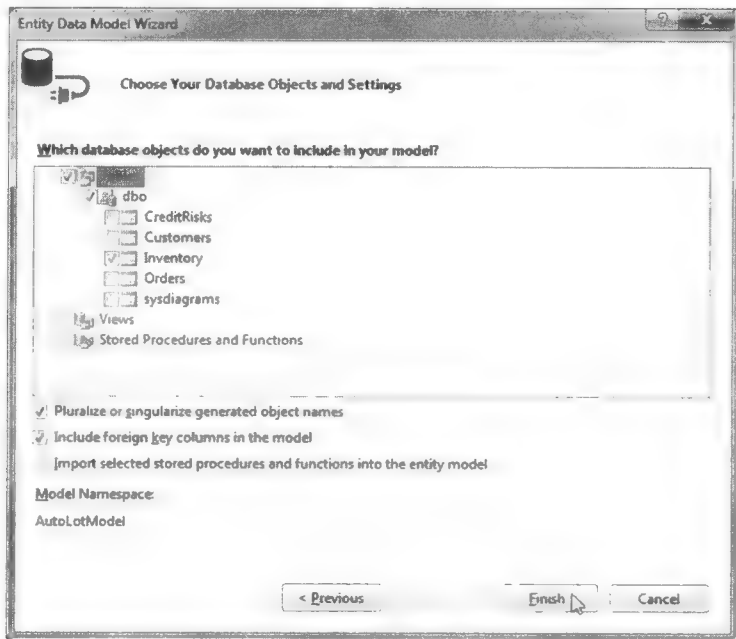 Entity Data Model Wizard
Choose Your Database Objects and Settings
Which database objects do you want to include in your model?
dbo
CreditRisks
Customers
Inventory
Orders
sysdiagrams
Views
Stored Procedures and Functions
Pluralize or singularize generated object names
Include foreign key columns in the model
Import selected stored procedures and functions into the entity model
Model Namespace:
AutoLotModel
< Previous
Finish
Cancel